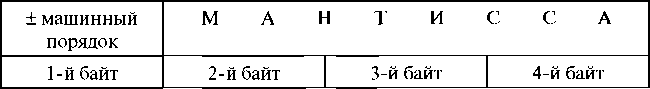 ± машинный М А Н Т И С С А
порядок
1-й байт 2-й байт 3-й байт 4-й байт